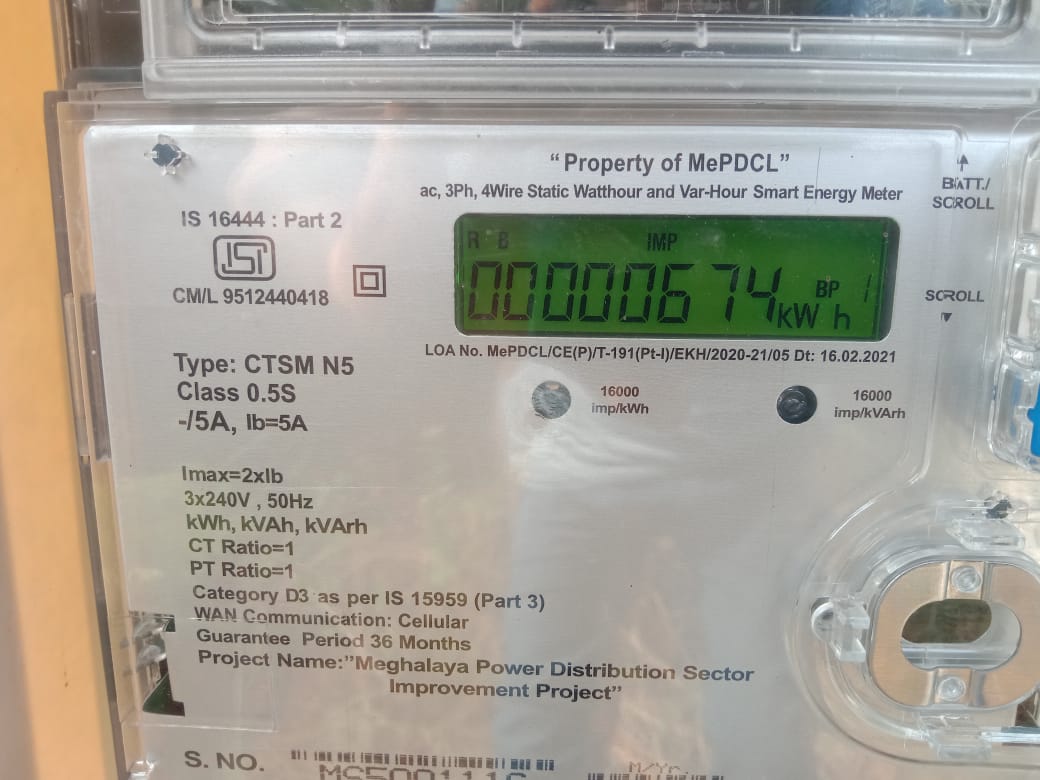 "Property of MePDCL"
ac, 3Ph, 4Wire Static Watthour and Var-Hour Smart Energy Meter
BATT./
SCROLL
IS 16444 : Part 2
ISI
CM/L 9512440418
R B IMP
00000674 kWh BP 1
SCROLL
LOA No. MePDCL/CE(P)/T-191(Pt-I)/EKH/2020-21/05 Dt: 16.02.2021
Type: CTSM N5
Class 0.5S
-/5A, Ib=5A
16000
imp/kWh
16000
imp/kVArh
Imax=2xIb
3x240V , 50Hz
kWh, kVAh, kVArh
CT Ratio=1
PT Ratio=1
Category D3 as per IS 15959 (Part 3)
WAN Communication: Cellular
Guarantee Period 36 Months
Project Name:"Meghalaya Power Distribution Sector
Improvement Project"
S. NO.